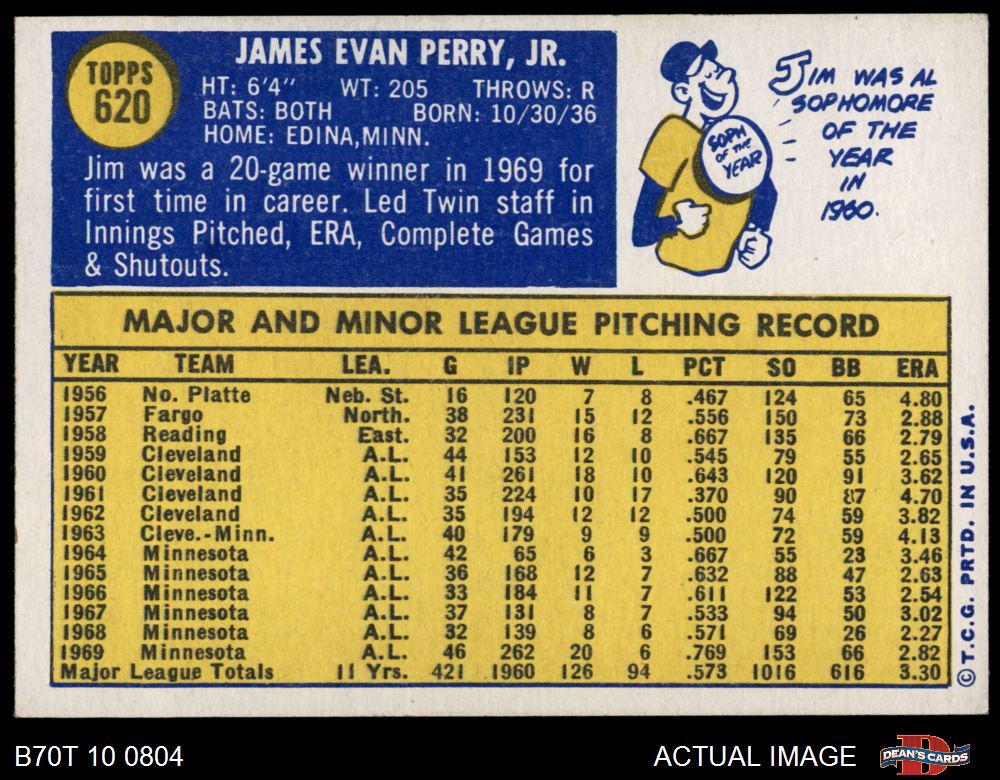 TOPPS
620
JAMES EVAN PERRY, JR.
HT: 6'4" WT: 205 THROWS: R
BATS: BOTH BORN: 10/30/36
HOME: EDINA, MINN.
Jim was a 20-game winner in 1969 for
first time in career. Led Twin staff in
Innings Pitched, ERA, Complete Games
& Shutouts.
SOPH
OF THE
YEAR
JIM WAS AL
SOPHOMORE
OF THE
YEAR
IN
1960.
MAJOR AND MINOR LEAGUE PITCHING RECORD
YEAR TEAM LEA. G IP W L PCT SO BB ERA
1956 No. Platte Neb. St. 16 120 7 8 .467 124 65 4.80
1957 Fargo North. 38 231 15 12 .556 150 73 2.88
1958 Reading East. 32 200 16 8 .667 135 66 2.79
1959 Cleveland A.L. 44 153 12 10 .545 79 55 2.65
1960 Cleveland A.L. 41 261 18 10 .643 120 91 3.62
1961 Cleveland A.L. 35 224 10 17 .370 90 87 4.70
1962 Cleveland A.L. 35 194 12 12 .500 74 59 3.82
1963 Cleve.-Minn. A.L. 40 179 9 9 .500 72 59 4.13
1964 Minnesota A.L. 42 65 6 3 .667 55 23 3.46
1965 Minnesota A.L. 36 168 12 7 .632 88 47 2.63
1966 Minnesota A.L. 33 184 11 7 .611 122 53 2.54
1967 Minnesota A.L. 37 131 8 7 .533 94 50 3.02
1968 Minnesota A.L. 32 139 8 6 .571 69 26 2.27
1969 Minnesota A.L. 46 262 20 6 .769 153 66 2.82
Major League Totals 11 Yrs. 421 1960 126 94 .573 1016 616 3.30
© T.C.G. PRTD. IN U.S.A.
B70T 10 0804
ACTUAL IMAGE
DEAN'S CARDS